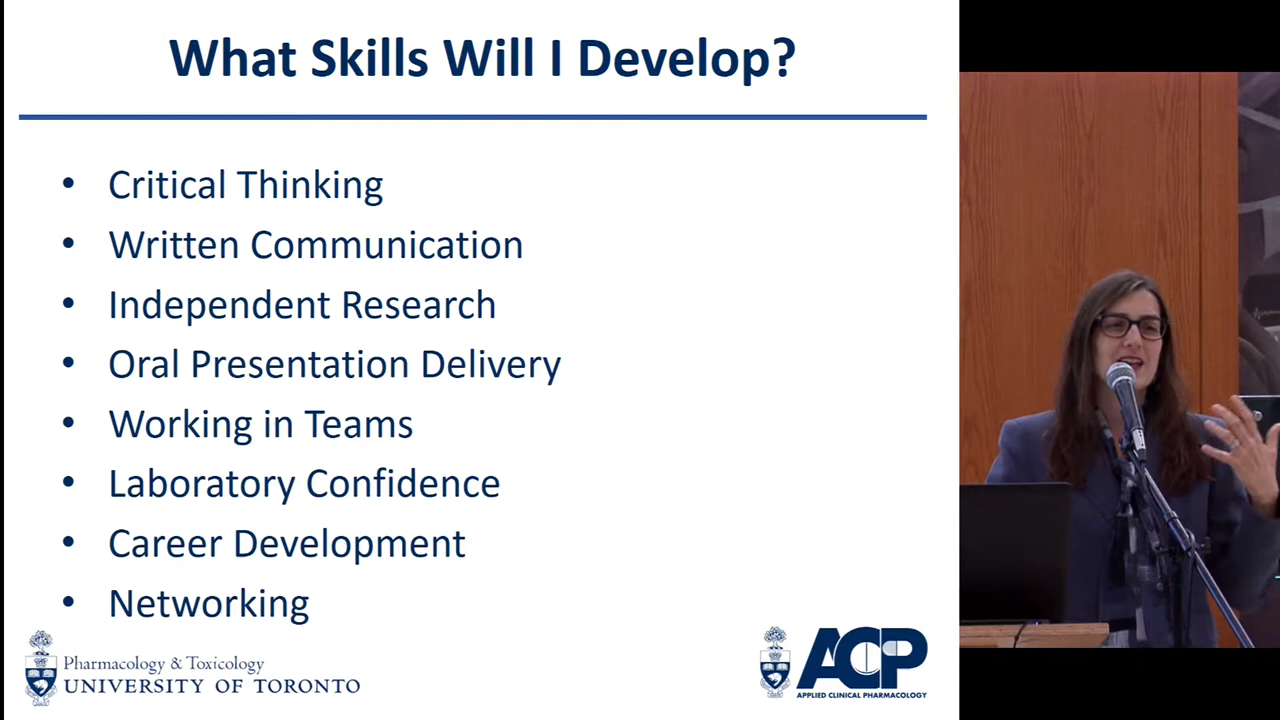 What Skills Will I Develop?
• Critical Thinking
• Written Communication
• Independent Research
• Oral Presentation Delivery
• Working in Teams
• Laboratory Confidence
• Career Development
• Networking
Pharmacology & Toxicology
UNIVERSITY OF TORONTO
ACP
APPLIED CLINICAL PHARMACOLOGY